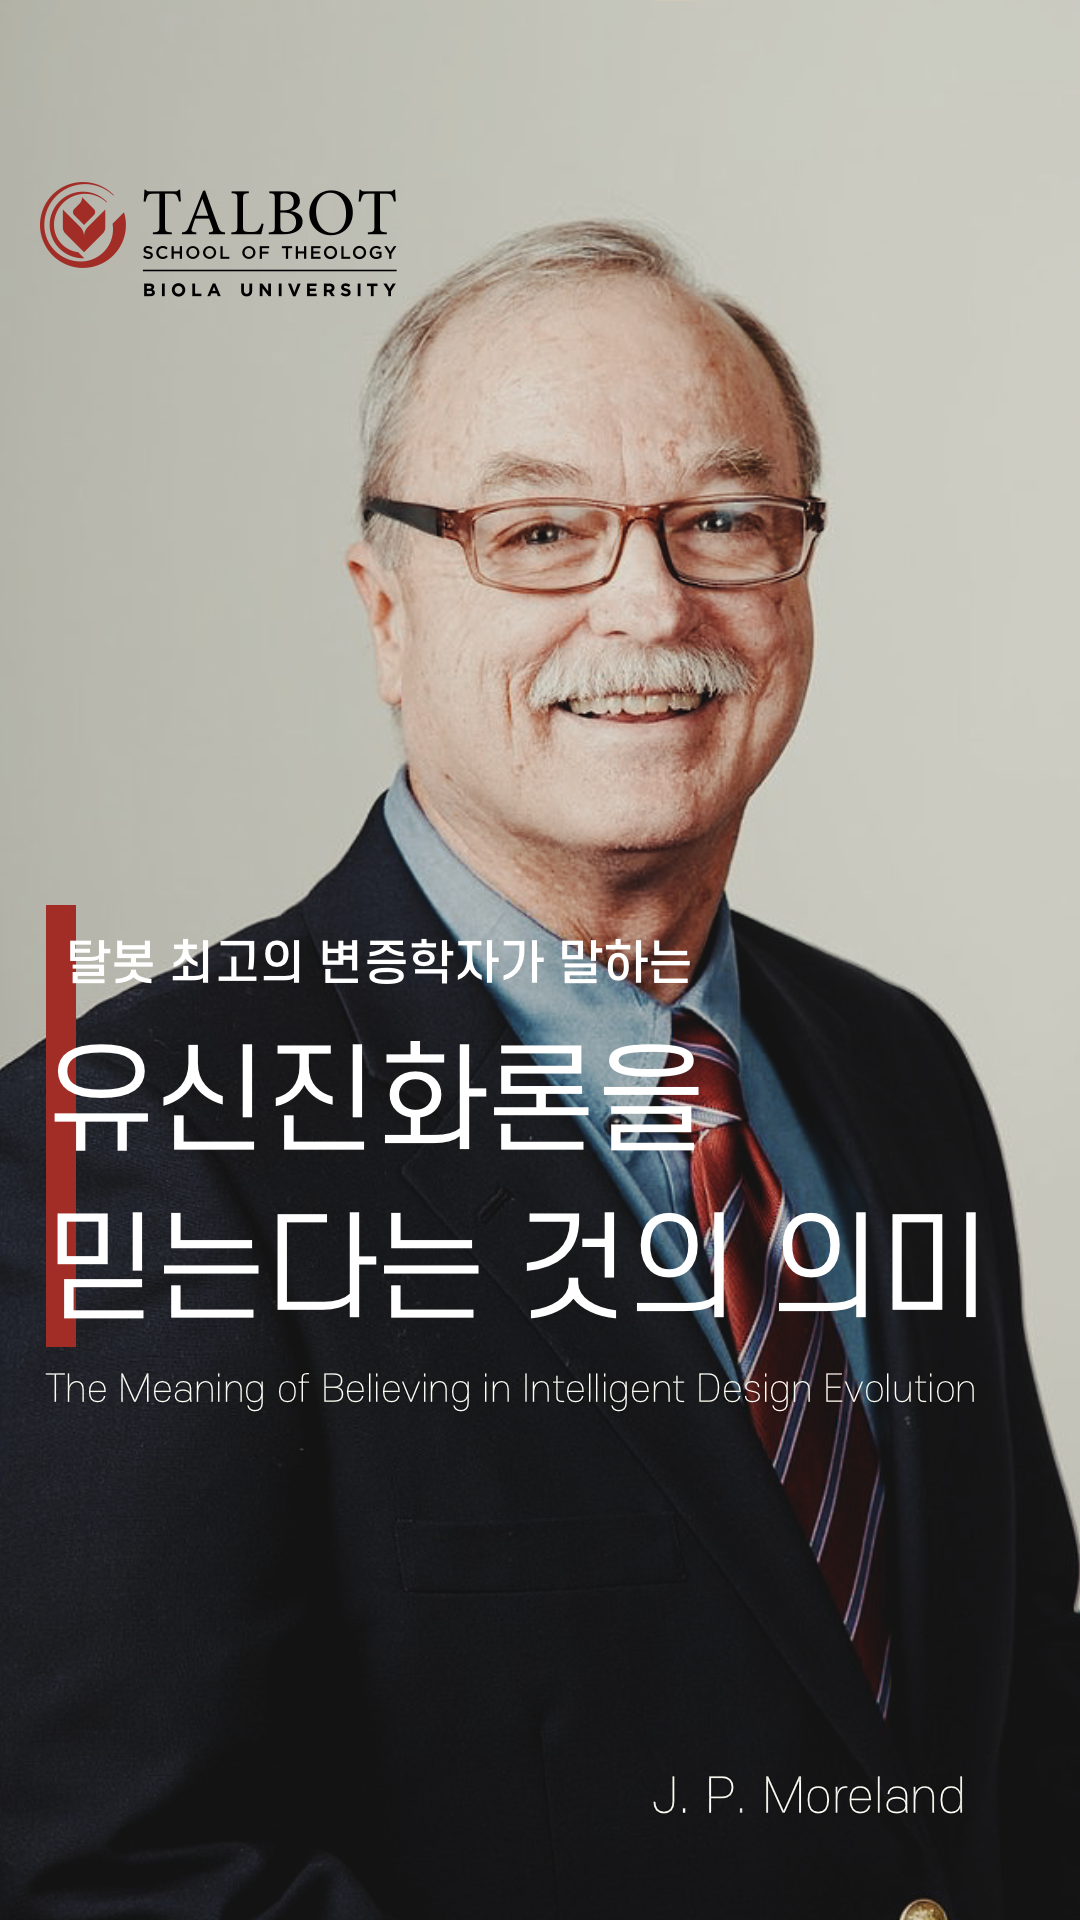 TALBOT
SCHOOL OF THEOLOGY
BIOLA UNIVERSITY
탈봇 최고의 변증학자가 말하는
유신진화론을
믿는다는 것의 의미
The Meaning of Believing in Intelligent Design Evolution
J. P. Moreland